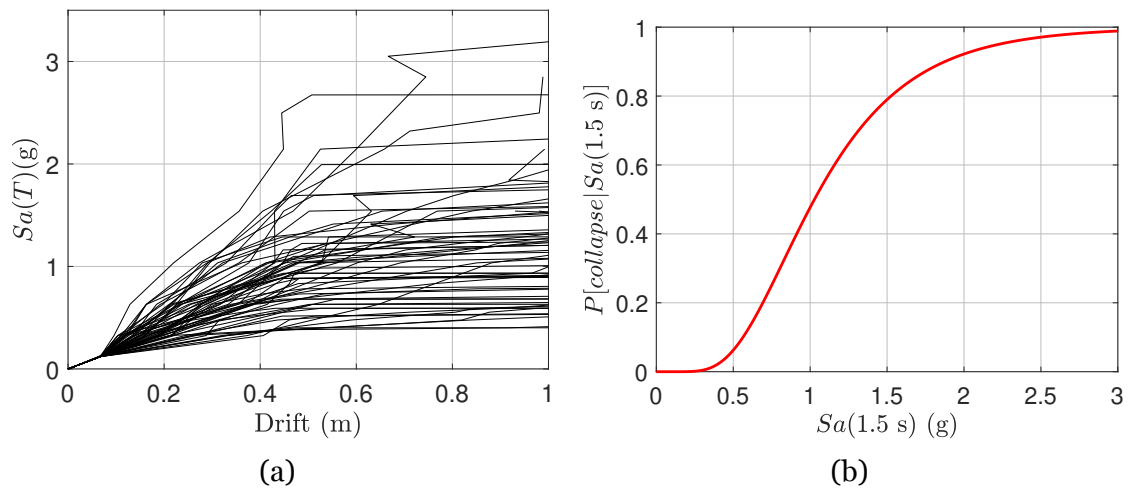 3
2
1
0
0 0.2 0.4 0.6 0.8 1
Sa(T)(g)
Drift (m)
(a)
1
0.8
0.6
0.4
0.2
0
0 0.5 1 1.5 2 2.5 3
P[collapse|Sa(1.5 s)]
Sa(1.5 s) (g)
(b)